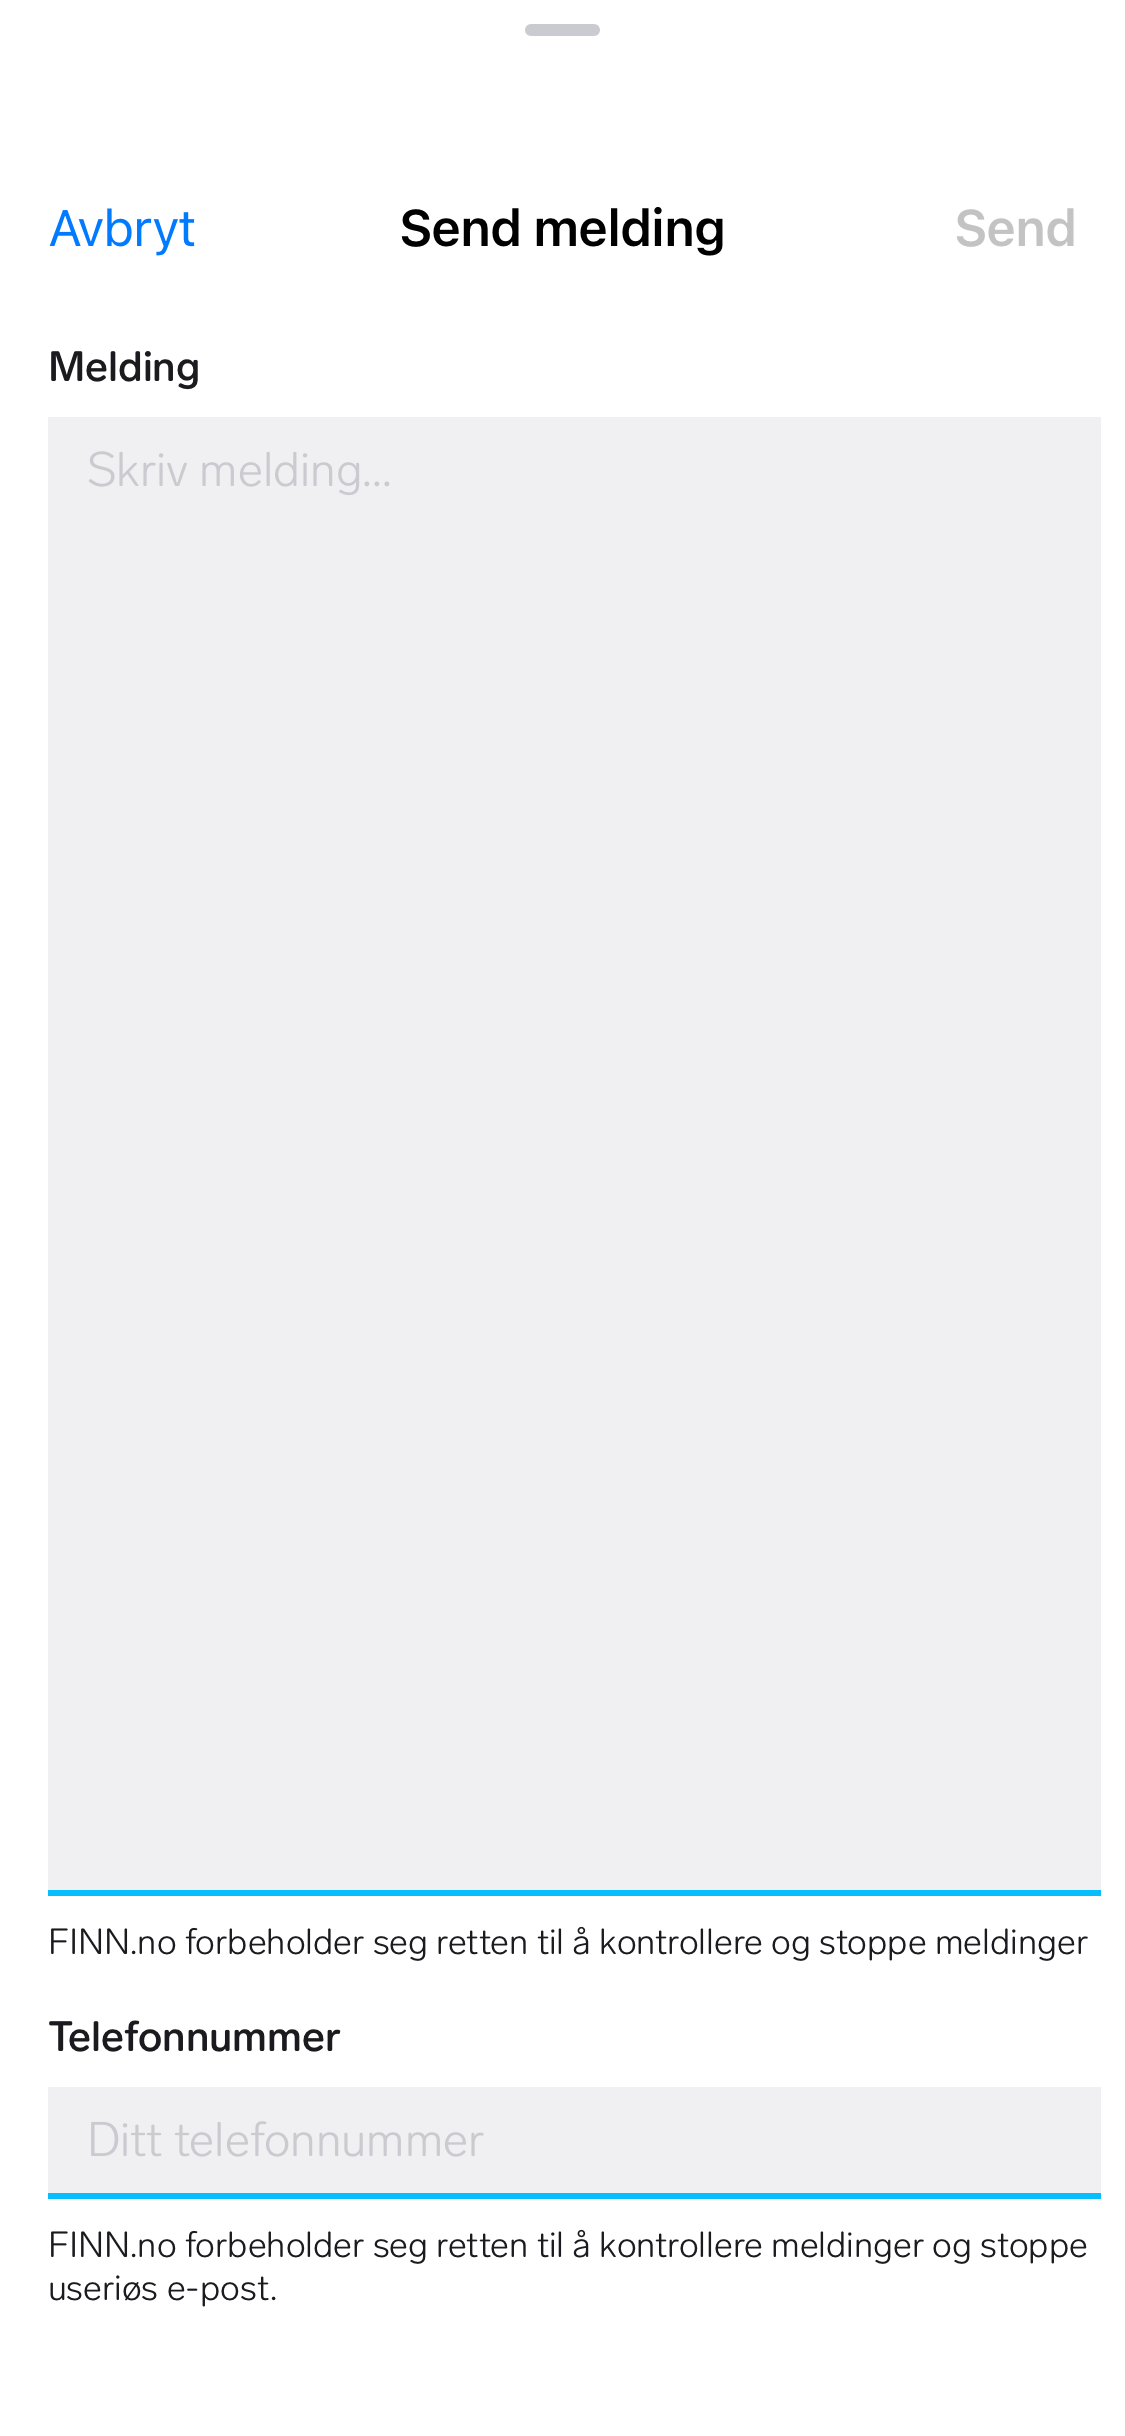 Avbryt
Send melding
Send
Melding
Skriv melding...
FINN.no forbeholder seg retten til å kontrollere og stoppe meldinger
Telefonnummer
Ditt telefonnummer
FINN.no forbeholder seg retten til å kontrollere meldinger og stoppe
useriøs e-post.